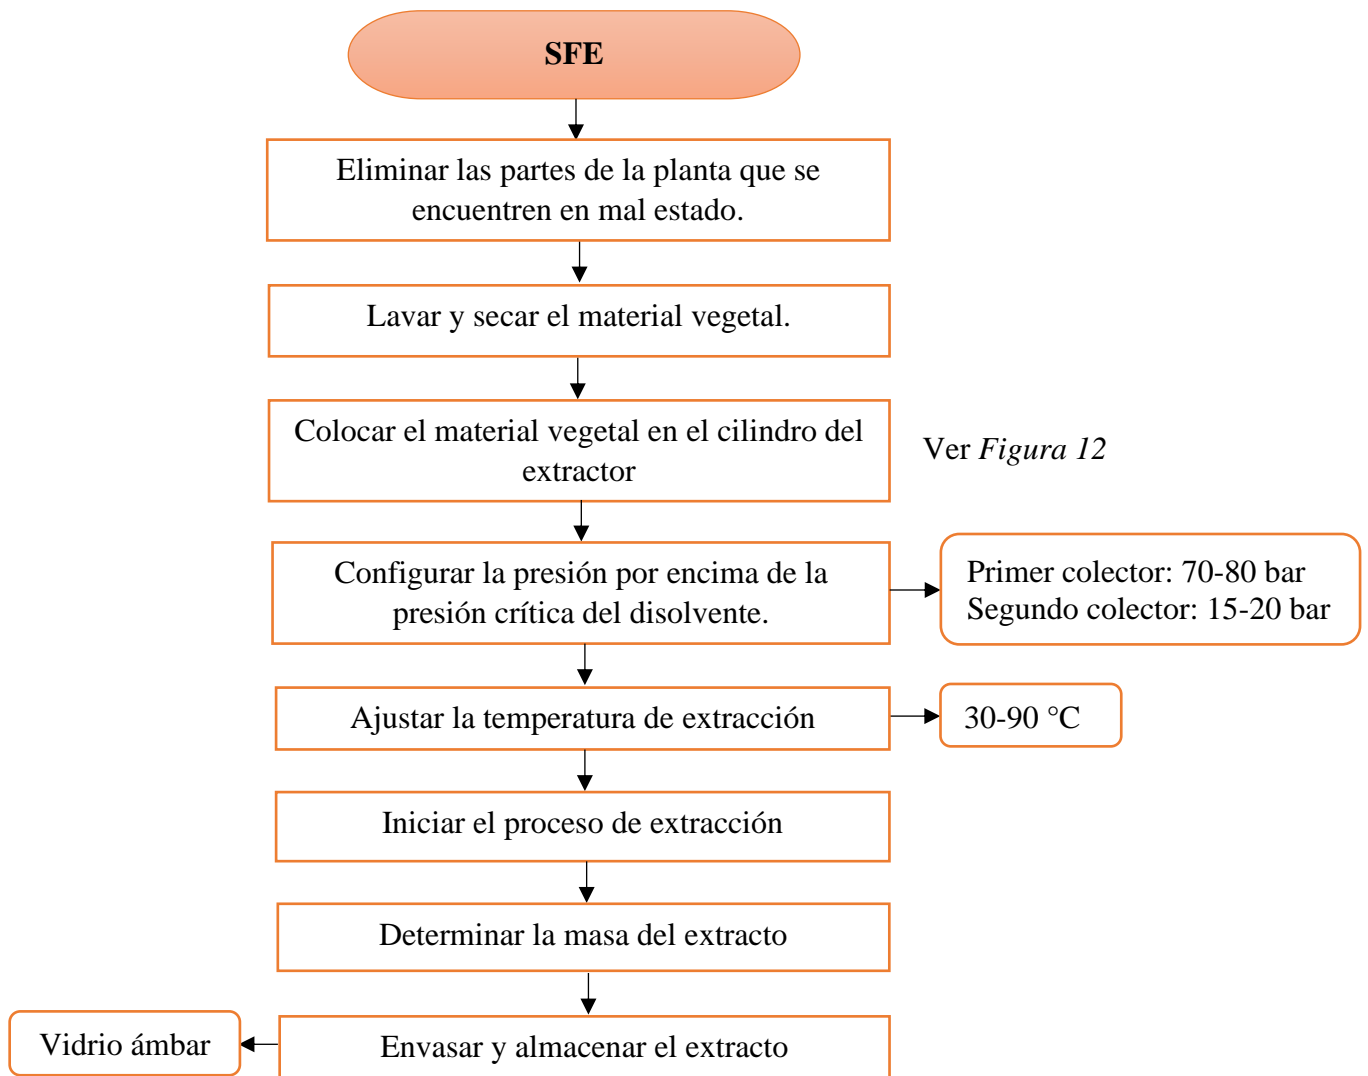 SFE
Eliminar las partes de la planta que se
encuentren en mal estado.
Lavar y secar el material vegetal.
Colocar el material vegetal en el cilindro del
extractor
Ver Figura 12
Configurar la presión por encima de la
presión crítica del disolvente.
Primer colector: 70-80 bar
Segundo colector: 15-20 bar
Ajustar la temperatura de extracción
30-90 °C
Iniciar el proceso de extracción
Determinar la masa del extracto
Vidrio ámbar
Envasar y almacenar el extracto